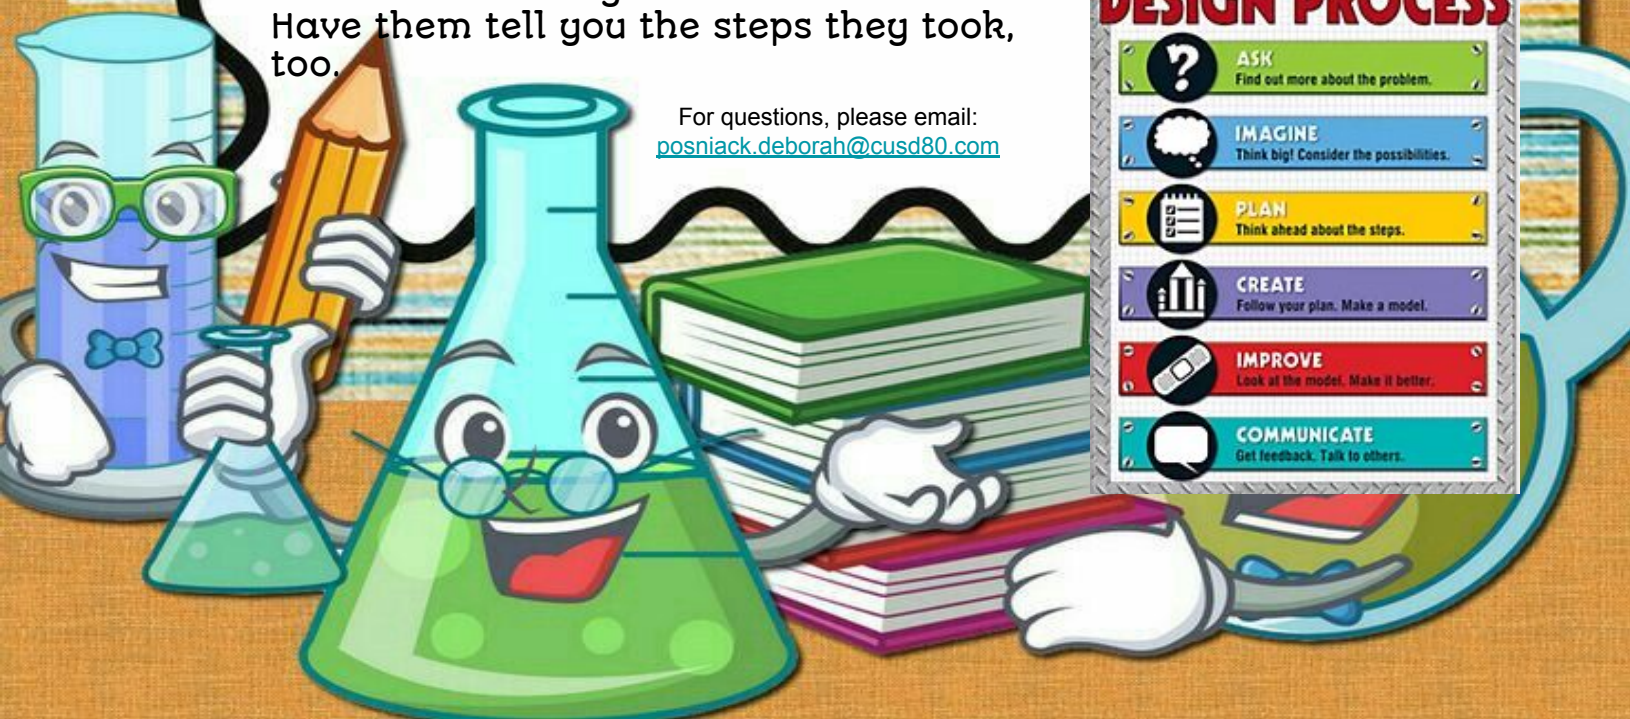 Have them tell you the steps they took,
too.
For questions, please email:
posniack.deborah@cusd80.com
DESIGN PROCESS
ASK
Find out more about the problem.
IMAGINE
Think big! Consider the possibilities.
PLAN
Think ahead about the steps.
CREATE
Follow your plan. Make a model.
IMPROVE
Look at the model. Make it better.
COMMUNICATE
Get feedback. Talk to others.